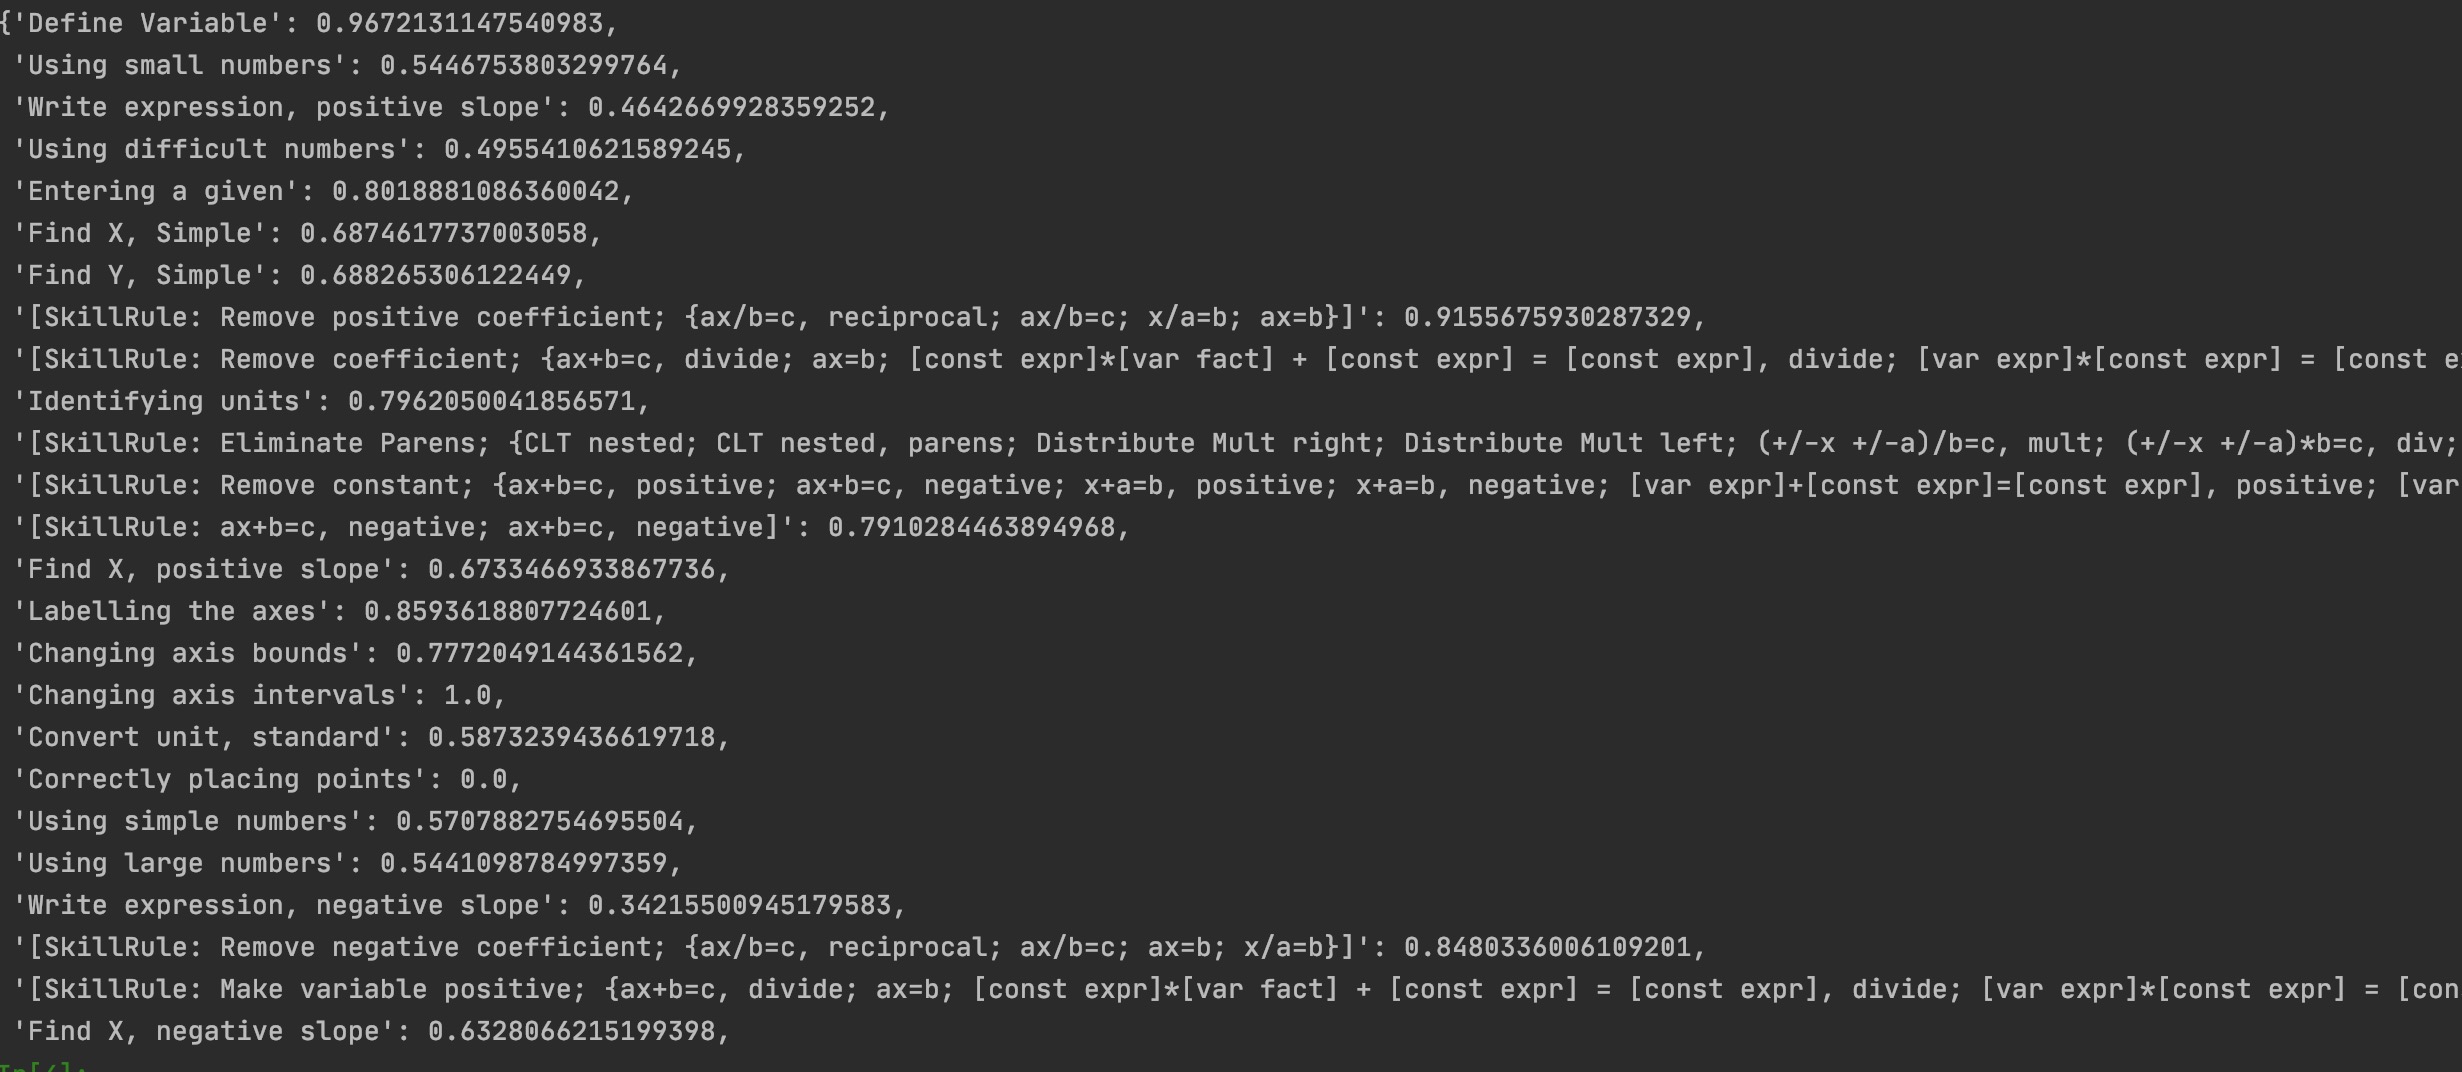 {'Define Variable': 0.9672131147540983,
'Using small numbers': 0.5446753803299764,
'Write expression, positive slope': 0.4642669928359252,
'Using difficult numbers': 0.4955410621589245,
'Entering a given': 0.8018881086360042,
'Find X, Simple': 0.6874617737003058,
'Find Y, Simple': 0.688265306122449,
'[SkillRule: Remove positive coefficient; {ax/b=c, reciprocal; ax/b=c; x/a=b; ax=b}]': 0.9155675930287329,
'[SkillRule: Remove coefficient; {ax+b=c, divide; ax=b; [const expr]*[var fact] + [const expr] = [const expr], divide; [var expr]*[const expr] = [const e
'Identifying units': 0.7962050041856571,
'[SkillRule: Eliminate Parens; {CLT nested; CLT nested, parens; Distribute Mult right; Distribute Mult left; (+/-x +/-a)/b=c, mult; (+/-x +/-a)*b=c, div;
'[SkillRule: Remove constant; {ax+b=c, positive; ax+b=c, negative; x+a=b, positive; x+a=b, negative; [var expr]+[const expr]=[const expr], positive; [var
'[SkillRule: ax+b=c, negative; ax+b=c, negative]': 0.7910284463894968,
'Find X, positive slope': 0.6733466933867736,
'Labelling the axes': 0.8593618807724601,
'Changing axis bounds': 0.7772049144361562,
'Changing axis intervals': 1.0,
'Convert unit, standard': 0.5873239436619718,
'Correctly placing points': 0.0,
'Using simple numbers': 0.5707882754695504,
'Using large numbers': 0.5441098784997359,
'Write expression, negative slope': 0.34215500945179583,
'[SkillRule: Remove negative coefficient; {ax/b=c, reciprocal; ax/b=c; ax=b; x/a=b}]': 0.8480336006109201,
'[SkillRule: Make variable positive; {ax+b=c, divide; ax=b; [const expr]*[var fact] + [const expr] = [const expr], divide; [var expr]*[const expr] = [con
'Find X, negative slope': 0.6328066215199398,